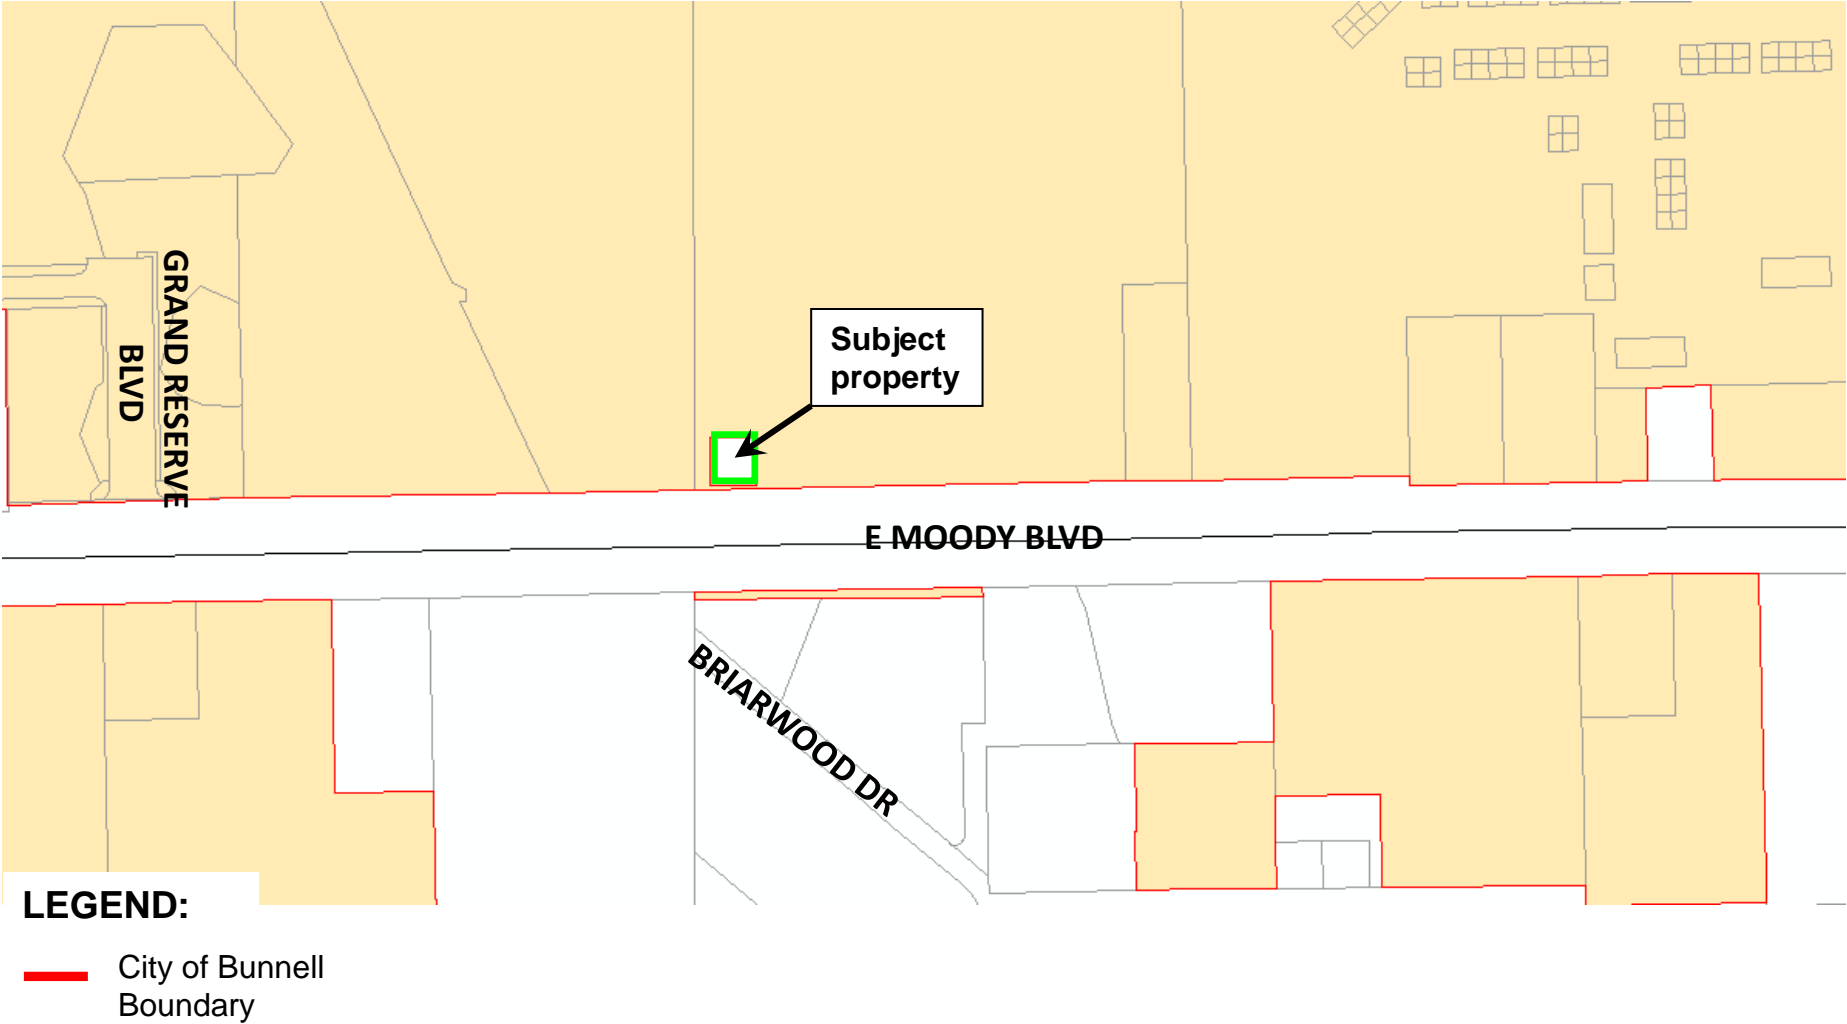 GRAND RESERVE
BLVD
Subject
property
E MOODY BLVD
BRIARWOOD DR
LEGEND:
City of Bunnell
Boundary